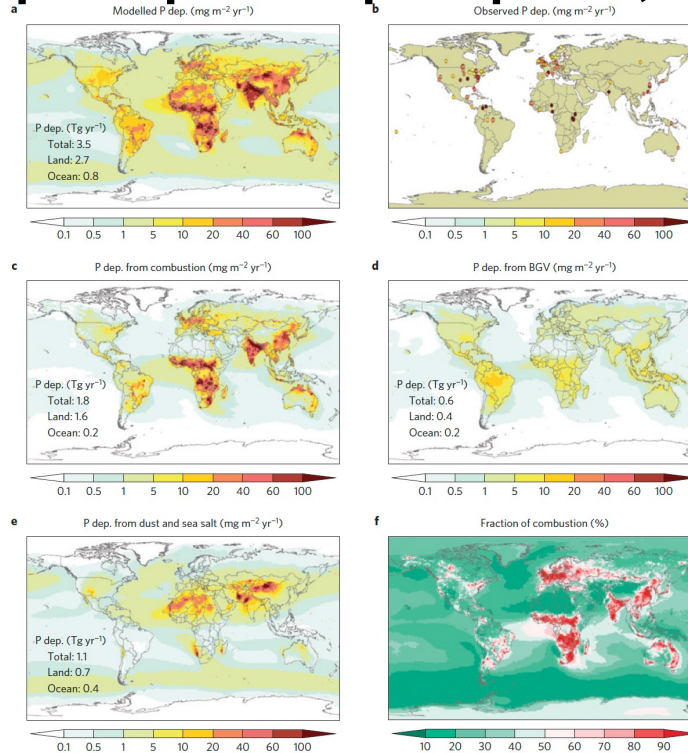 a
Modelled P dep. (mg m⁻² yr⁻¹)
P dep. (Tg yr⁻¹)
Total: 3.5
Land: 2.7
Ocean: 0.8
0.1 0.5 1 5 10 20 40 60 100
b
Observed P dep. (mg m⁻² yr⁻¹)
0.1 0.5 1 5 10 20 40 60 100
c
P dep. from combustion (mg m⁻² yr⁻¹)
P dep. (Tg yr⁻¹)
Total: 1.8
Land: 1.6
Ocean: 0.2
0.1 0.5 1 5 10 20 40 60 100
d
P dep. from BGV (mg m⁻² yr⁻¹)
P dep. (Tg yr⁻¹)
Total: 0.6
Land: 0.4
Ocean: 0.2
0.1 0.5 1 5 10 20 40 60 100
e
P dep. from dust and sea salt (mg m⁻² yr⁻¹)
P dep. (Tg yr⁻¹)
Total: 1.1
Land: 0.7
Ocean: 0.4
0.1 0.5 1 5 10 20 40 60 100
f
Fraction of combustion (%)
10 20 30 40 50 60 70 80 90